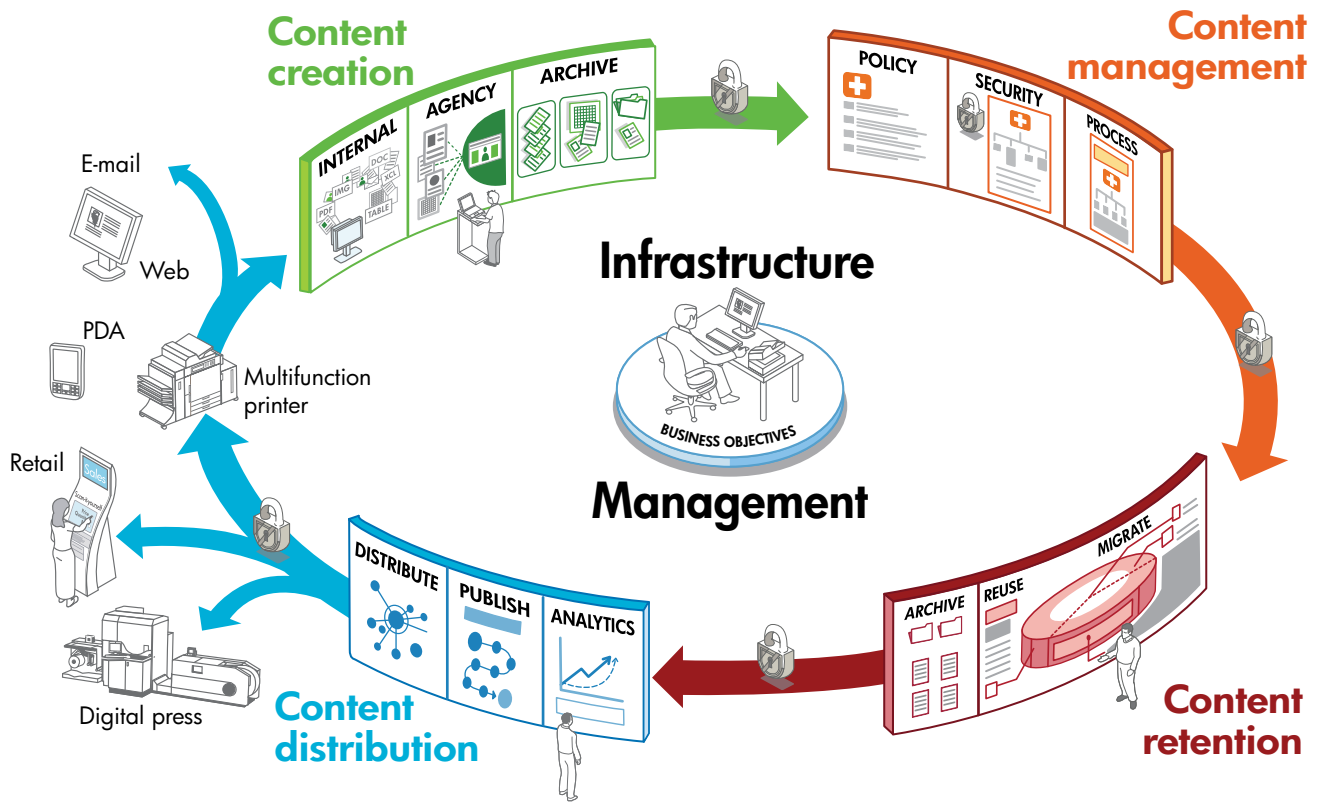 Content
creation
INTERNAL
DOC
IMG
XCL
PDF
TABLE
AGENCY
ARCHIVE
Content
management
POLICY
SECURITY
PROCESS
E-mail
Web
PDA
Multifunction
printer
Retail
Sales
Digital press
Infrastructure
BUSINESS OBJECTIVES
Management
DISTRIBUTE
PUBLISH
ANALYTICS
Content
distribution
ARCHIVE
REUSE
MIGRATE
Content
retention